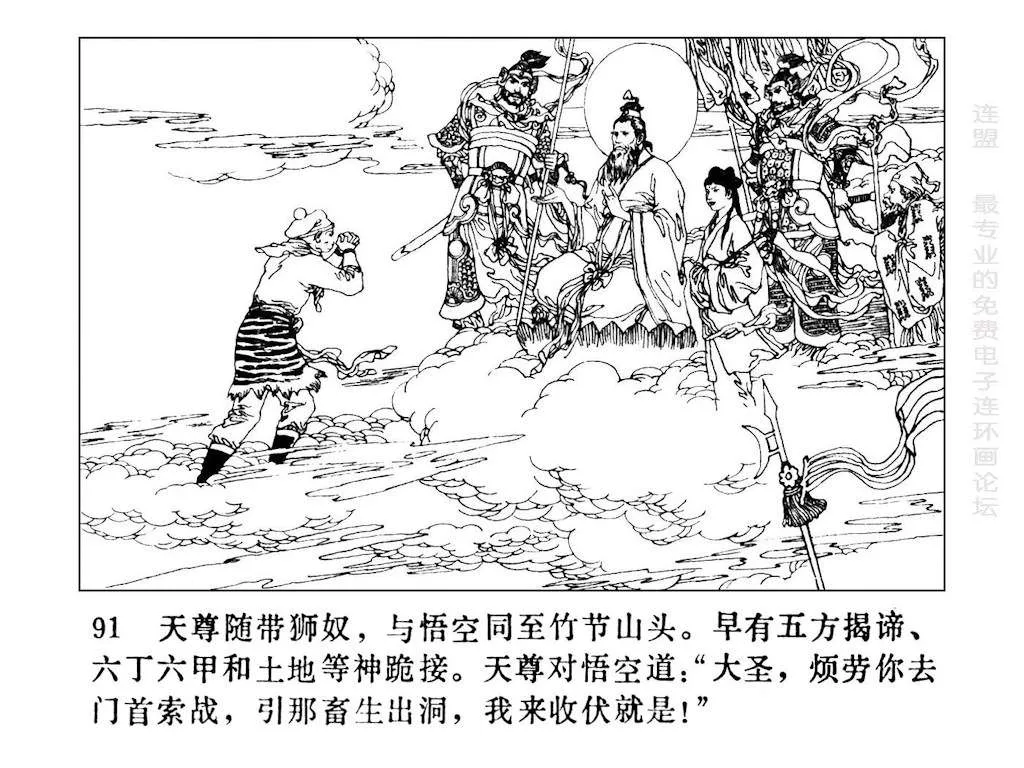 91 天尊随带狮奴，与悟空同至竹节山头。早有五方揭谛、
六丁六甲和土地等神跪接。天尊对悟空道：“大圣，烦劳你去
门首索战，引那畜生出洞，我来收伏就是！”
连盟 最专业的免费电子连环画论坛